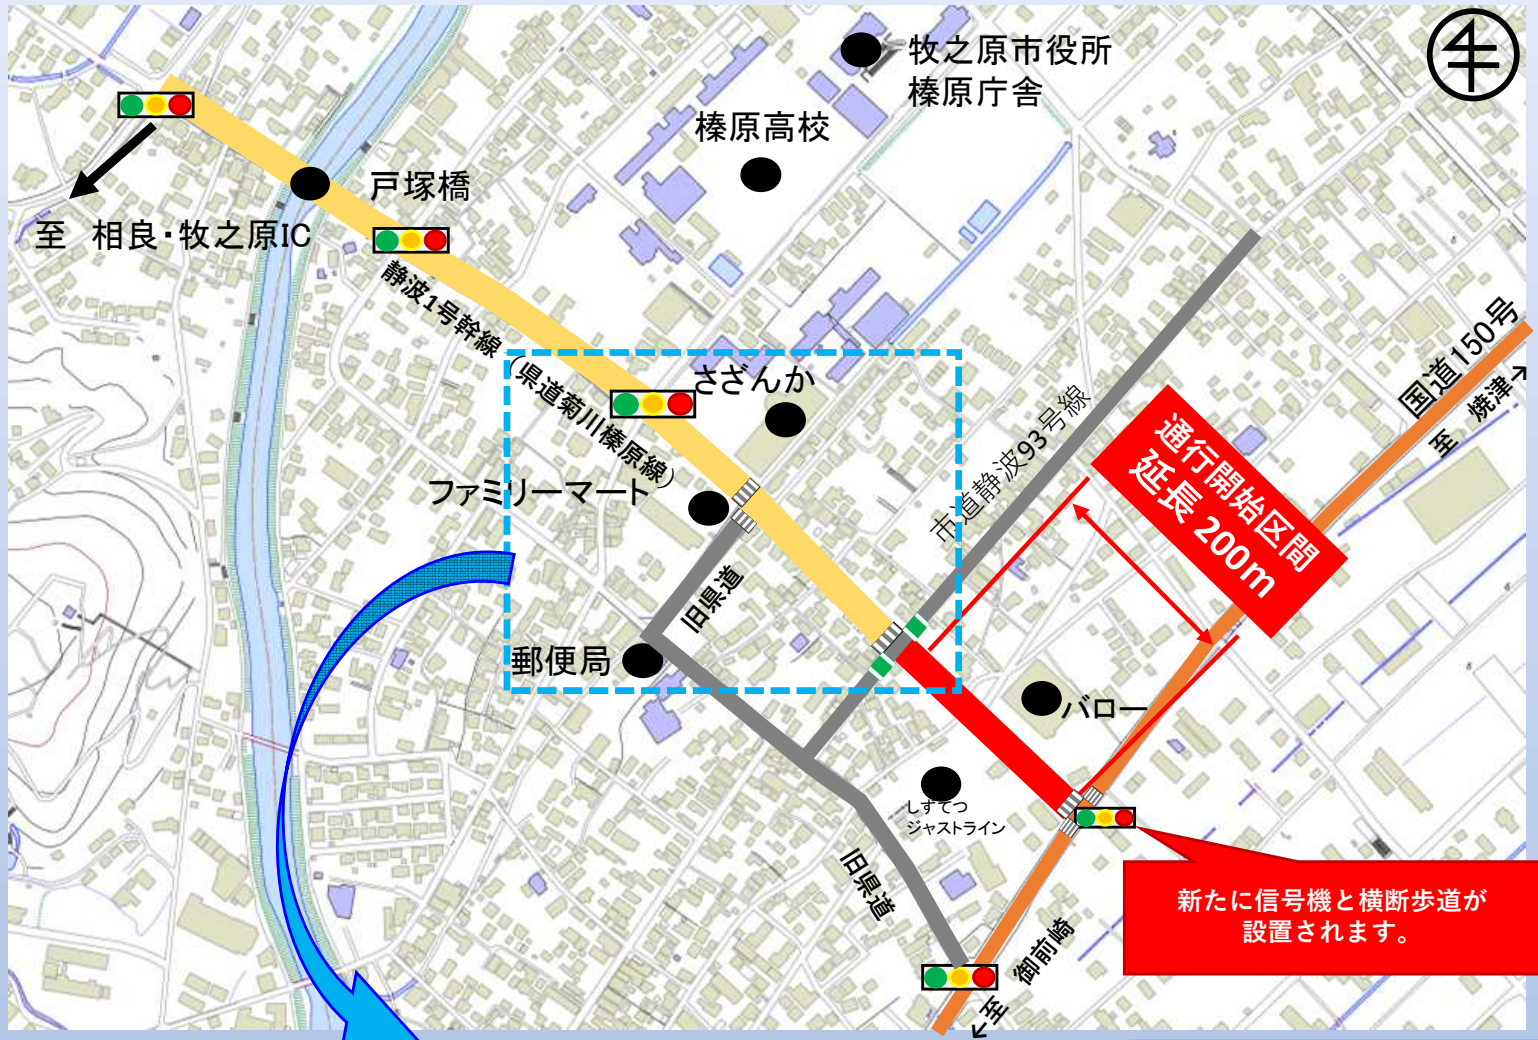 牧之原市役所
榛原庁舎
榛原高校
戸塚橋
至 相良・牧之原IC
静波1号幹線（県道菊川榛原線）
さざんか
ファミリーマート
市道静波93号線
国道150号
至 焼津→
通行開始区間
延長 200m
旧県道
郵便局
バロー
しずてつ
ジャストライン
旧県道
新たに信号機と横断歩道が
設置されます。
←至 御前崎